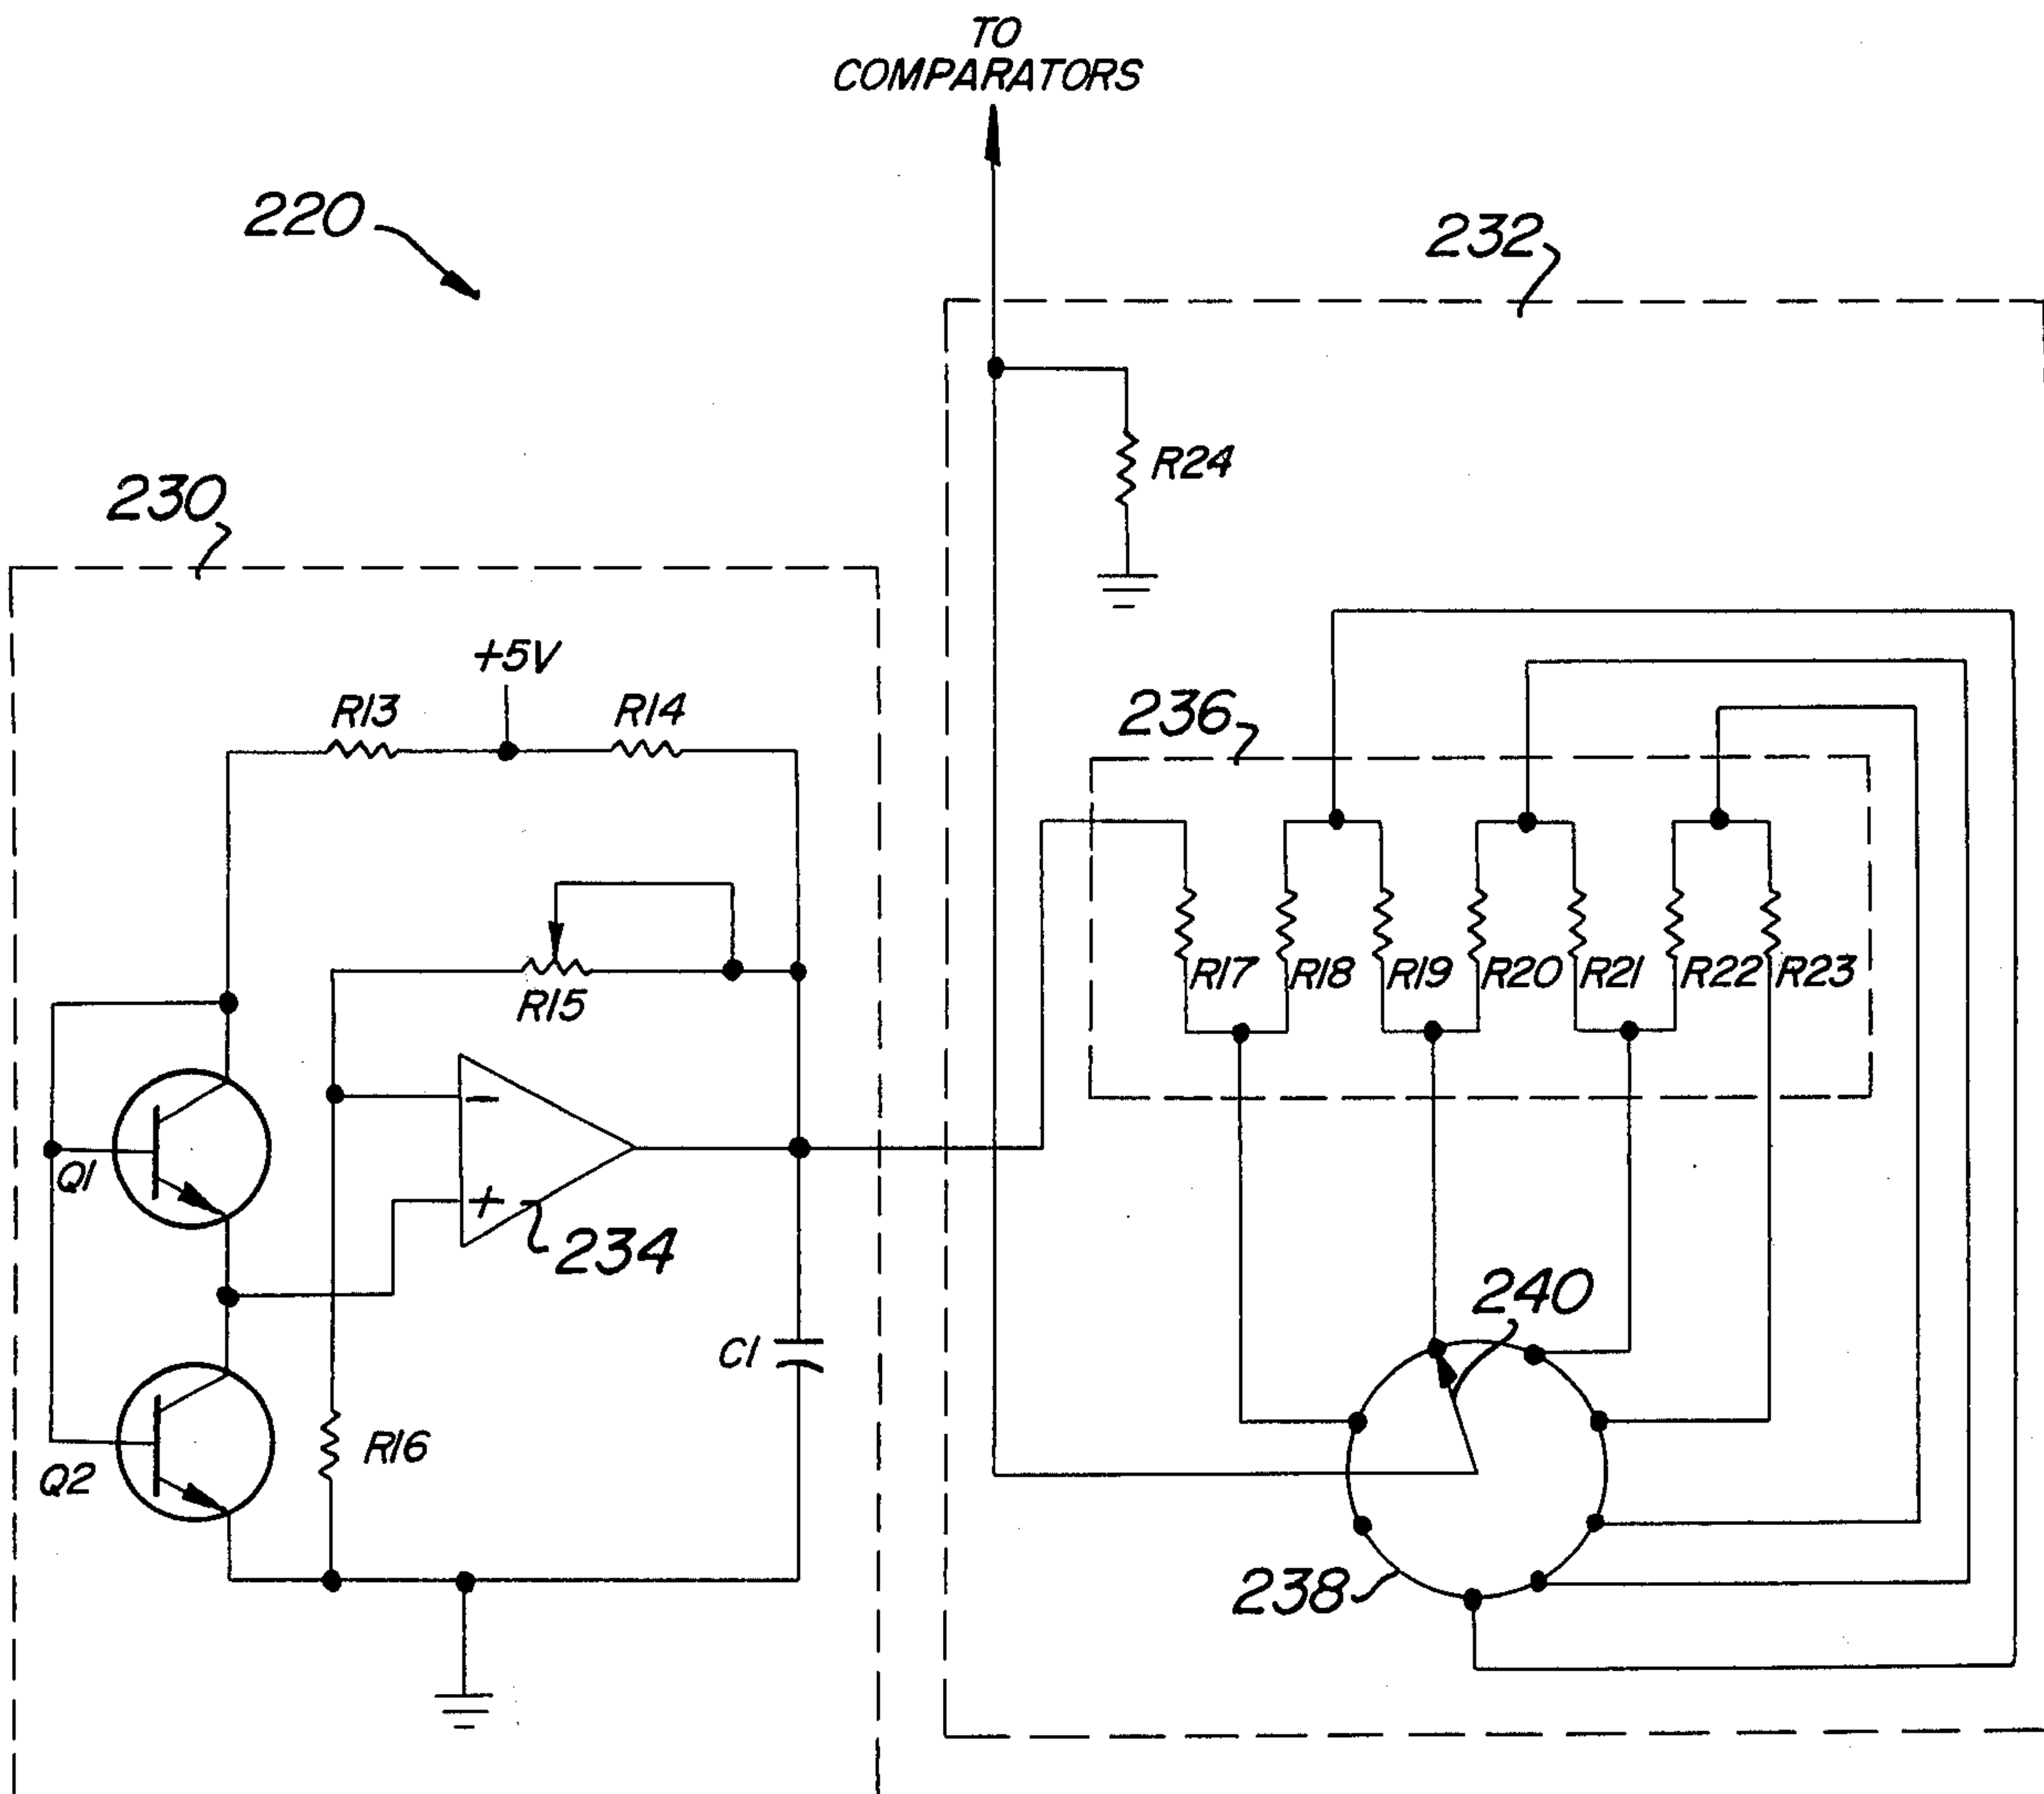 TO
COMPARATORS
220
232
R24
230
+5V
R13
R14
236
R15
R17
R18
R19
R20
R21
R22
R23
Q1
-
+
234
240
C1
R16
Q2
238